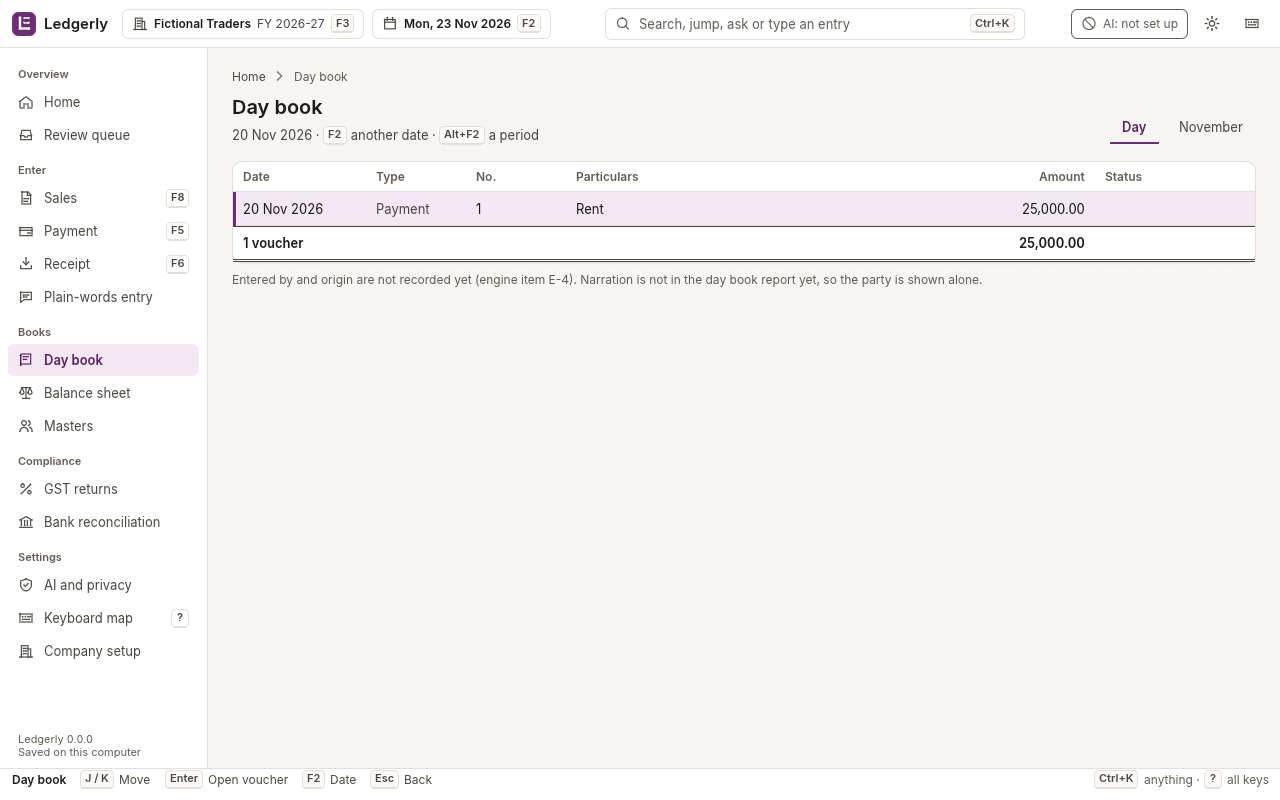 Ledgerly
Fictional Traders FY 2026-27 F3
Mon, 23 Nov 2026 F2
Search, jump, ask or type an entry Ctrl+K
AI: not set up
Overview
Home
Review queue
Enter
Sales F8
Payment F5
Receipt F6
Plain-words entry
Books
Day book
Balance sheet
Masters
Compliance
GST returns
Bank reconciliation
Settings
AI and privacy
Keyboard map ?
Company setup
Ledgerly 0.0.0
Saved on this computer
Home > Day book
Day book
20 Nov 2026 · F2 another date · Alt+F2 a period
Day November
Date Type No. Particulars Amount Status
20 Nov 2026 Payment 1 Rent 25,000.00
1 voucher 25,000.00
Entered by and origin are not recorded yet (engine item E-4). Narration is not in the day book report yet, so the party is shown alone.
Day book J / K Move Enter Open voucher F2 Date Esc Back
Ctrl+K anything · ? all keys